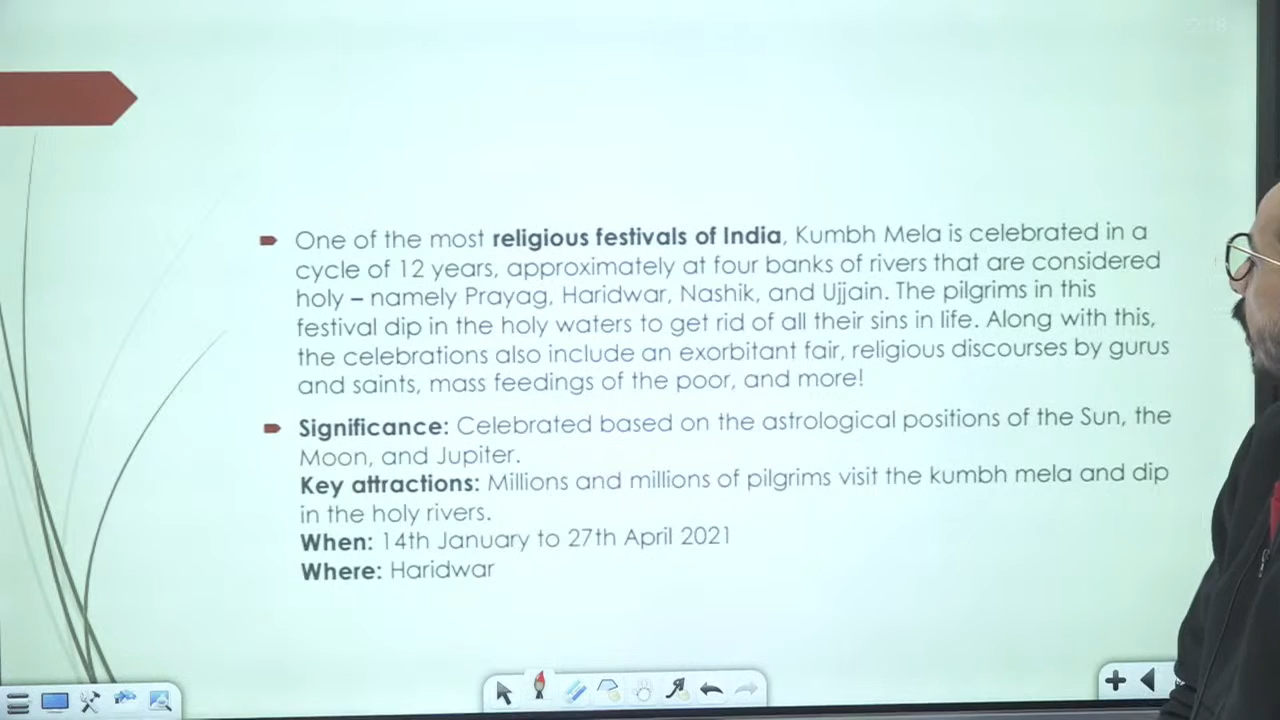 One of the most religious festivals of India, Kumbh Mela is celebrated in a
cycle of 12 years, approximately at four banks of rivers that are considered
holy – namely Prayag, Haridwar, Nashik, and Ujjain. The pilgrims in this
festival dip in the holy waters to get rid of all their sins in life. Along with this,
the celebrations also include an exorbitant fair, religious discourses by gurus
and saints, mass feedings of the poor, and more!
Significance: Celebrated based on the astrological positions of the Sun, the
Moon, and Jupiter.
Key attractions: Millions and millions of pilgrims visit the kumbh mela and dip
in the holy rivers.
When: 14th January to 27th April 2021
Where: Haridwar